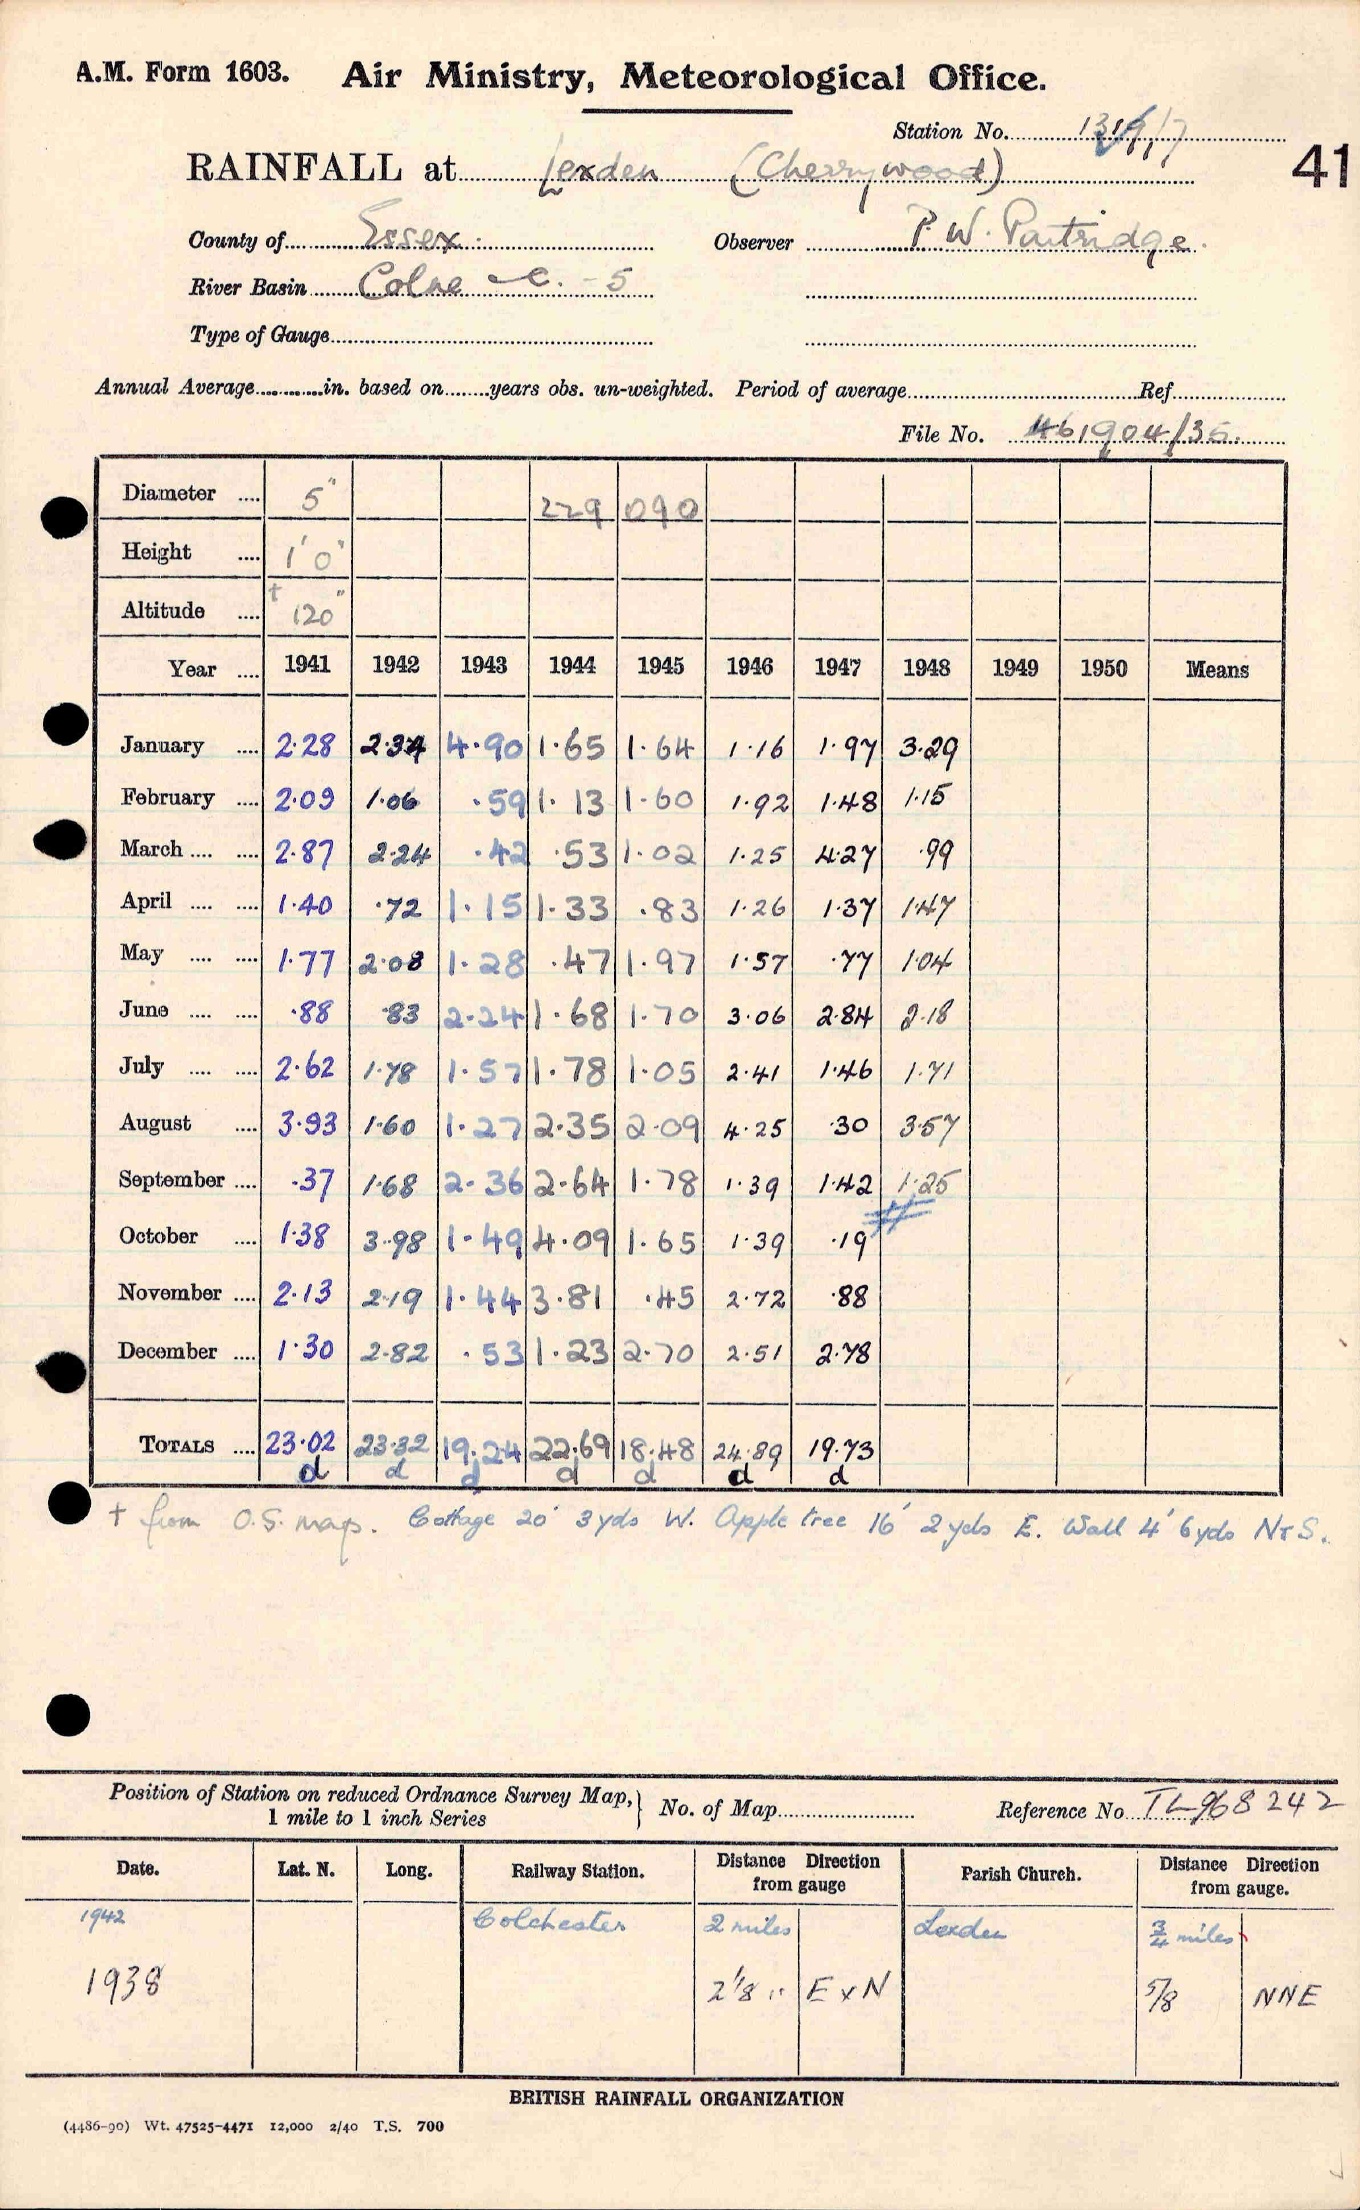 A.M. Form 1603. Air Ministry, Meteorological Office.
Station No.
41
RAINFALL at Lexden (Cherrywood)
County of Essex. Observer P. W. Partridge.
River Basin Colne &c. - 5
Type of Gauge
Annual Average in. based on years obs. un-weighted. Period of average Ref
File No. 461904/35.
Diameter .... 5" 229 090
Height .... 1' 0"
Altitude .... † 120"
Year .... 1941 1942 1943 1944 1945 1946 1947 1948 1949 1950 Means
January .... 2·28 2·34 4·90 1·65 1·64 1·16 1·97 3·29
February .... 2·09 1·06 ·59 1·13 1·60 1·92 1·48 1·15
March .... .... 2·87 2·24 ·42 ·53 1·02 1·25 4·27 ·99
April .... .... 1·40 ·72 1·15 1·33 ·83 1·26 1·37 1·47
May .... .... 1·77 2·08 1·28 ·47 1·97 1·57 ·77 1·04
June .... .... ·88 ·83 2·24 1·68 1·70 3·06 2·84 2·18
July .... .... 2·62 1·78 1·57 1·78 1·05 2·41 1·46 1·71
August .... 3·93 1·60 1·27 2·35 2·09 4·25 ·30 3·57
September .... ·37 1·68 2·36 2·64 1·78 1·39 1·42 1·25
October .... 1·38 3·98 1·49 4·09 1·65 1·39 ·19
November .... 2·13 2·19 1·44 3·81 ·45 2·72 ·88
December .... 1·30 2·82 ·53 1·23 2·70 2·51 2·78
TOTALS .... 23·02 23·32 19·24 22·69 18·48 24·89 19·73
d d d d d d d
† from O.S. map. Cottage 20' 3 yds W. Apple tree 16' 2 yds E. Wall 4' 6 yds N & S.
Position of Station on reduced Ordnance Survey Map, 1 mile to 1 inch Series } No. of Map Reference No TL 968 242
Date. Lat. N. Long. Railway Station. Distance Direction from gauge Parish Church. Distance Direction from gauge.
1942 Colchester 2 miles Lexden 3/4 miles
1938 2 1/8 " E x N 5/8 NNE
BRITISH RAINFALL ORGANIZATION
(4486-90) Wt. 47525-4471 12,000 2/40 T.S. 700